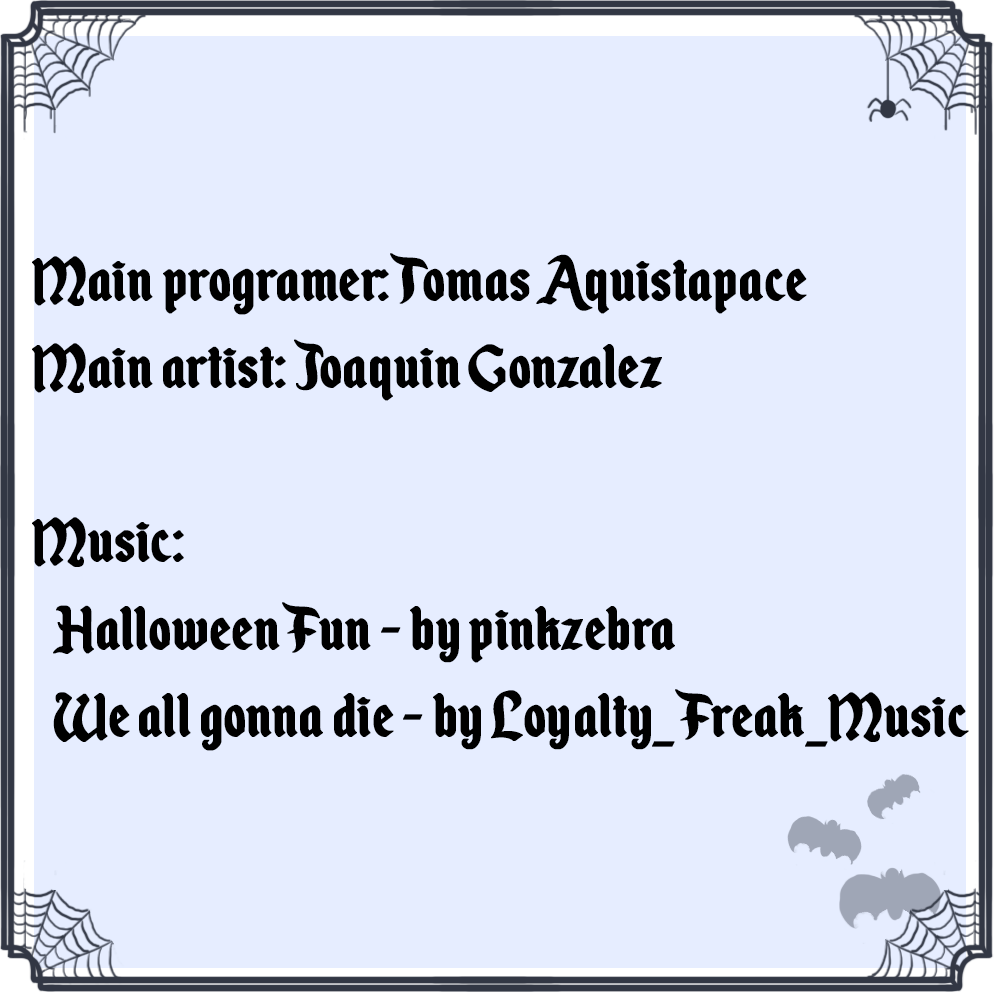 Main programer: Tomas Aquistapace
Main artist: Joaquin Gonzalez
Music:
Halloween Fun - by pinkzebra
We all gonna die - by Loyalty_Freak_Music